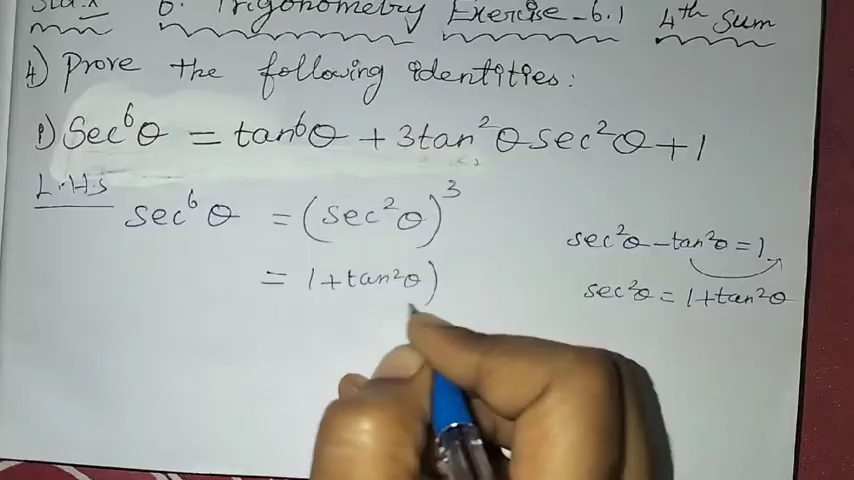 Std.X 6. Trigonometry Exercise-6.1 4th Sum
4) Prove the following identities:
i) Sec⁶θ = tan⁶θ + 3tan²θ sec²θ + 1
L.H.S
sec⁶θ = (sec²θ)³
sec²θ - tan²θ = 1
= 1 + tan²θ)
sec²θ = 1 + tan²θ